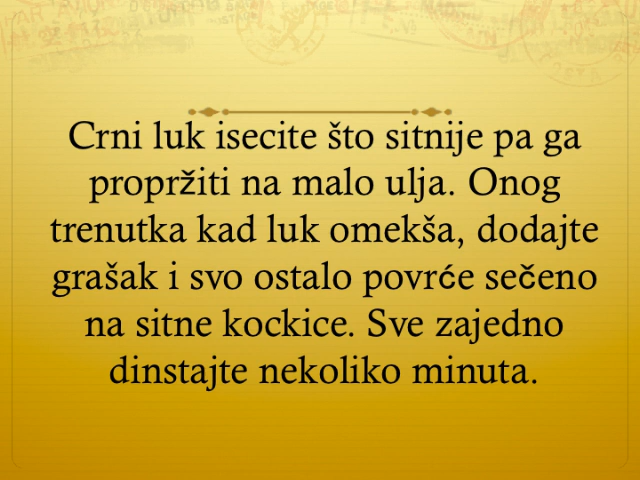 Crni luk isecite što sitnije pa ga
propržiti na malo ulja. Onog
trenutka kad luk omekša, dodajte
grašak i svo ostalo povrće sečeno
na sitne kockice. Sve zajedno
dinstajte nekoliko minuta.